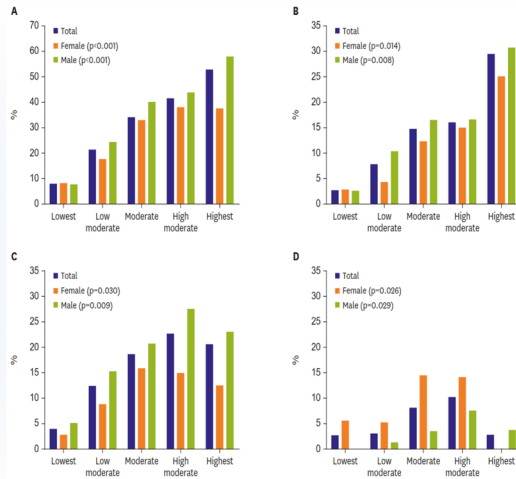 A
70
60
50
40
30
20
10
0
%
Total
Female (p<0.001)
Male (p<0.001)
Lowest
Low moderate
Moderate
High moderate
Highest
B
35
30
25
20
15
10
5
0
%
Total
Female (p=0.014)
Male (p=0.008)
Lowest
Low moderate
Moderate
High moderate
Highest
C
35
30
25
20
15
10
5
0
%
Total
Female (p=0.030)
Male (p=0.009)
Lowest
Low moderate
Moderate
High moderate
Highest
D
35
30
25
20
15
10
5
0
%
Total
Female (p=0.026)
Male (p=0.029)
Lowest
Low moderate
Moderate
High moderate
Highest